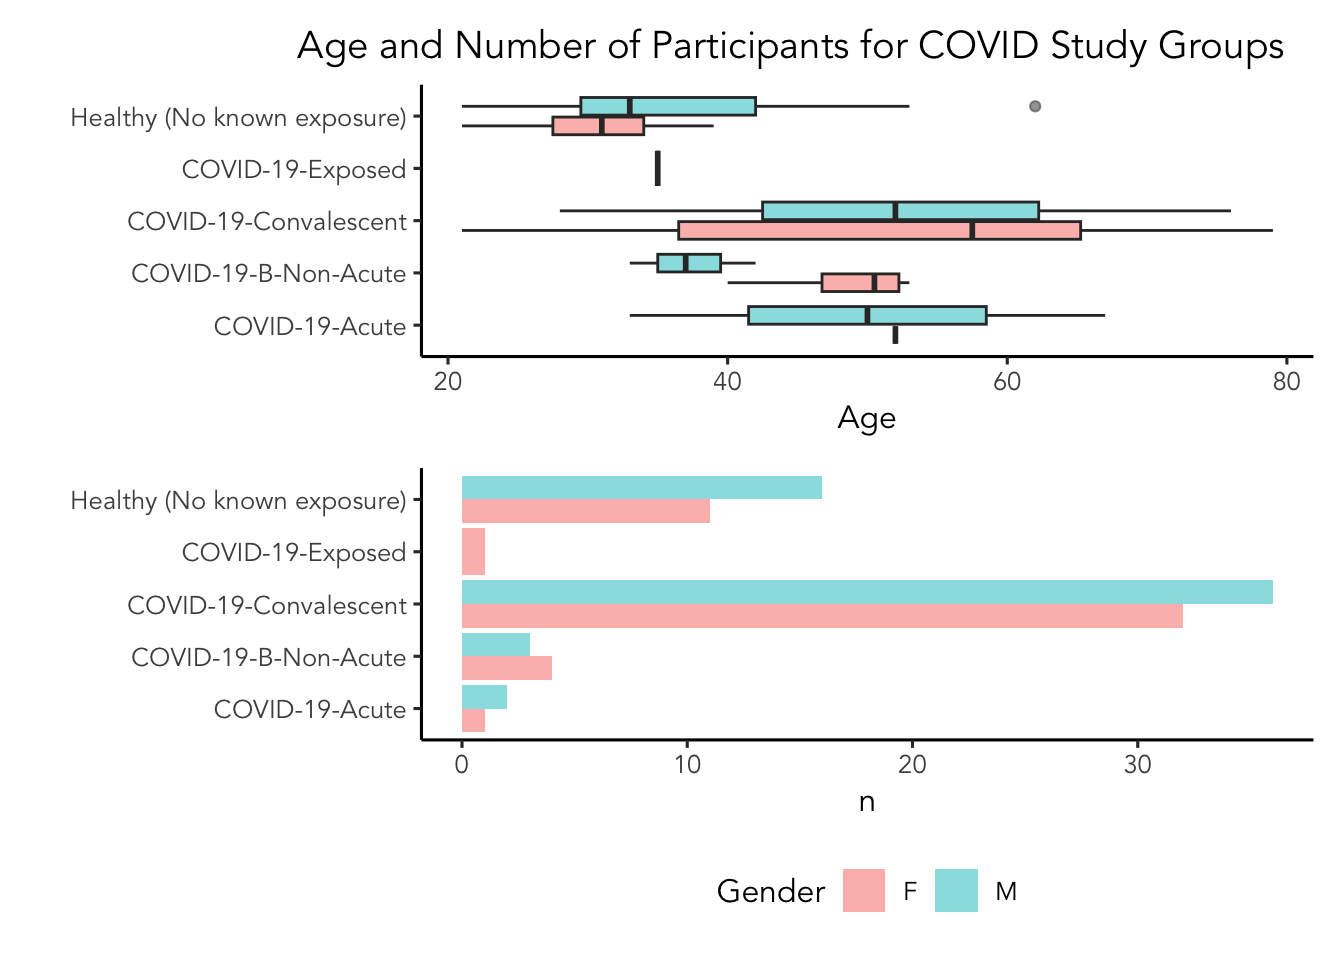 Age and Number of Participants for COVID Study Groups
Healthy (No known exposure)
COVID-19-Exposed
COVID-19-Convalescent
COVID-19-B-Non-Acute
COVID-19-Acute
20 40 60 80
Age
Healthy (No known exposure)
COVID-19-Exposed
COVID-19-Convalescent
COVID-19-B-Non-Acute
COVID-19-Acute
0 10 20 30
n
Gender F M